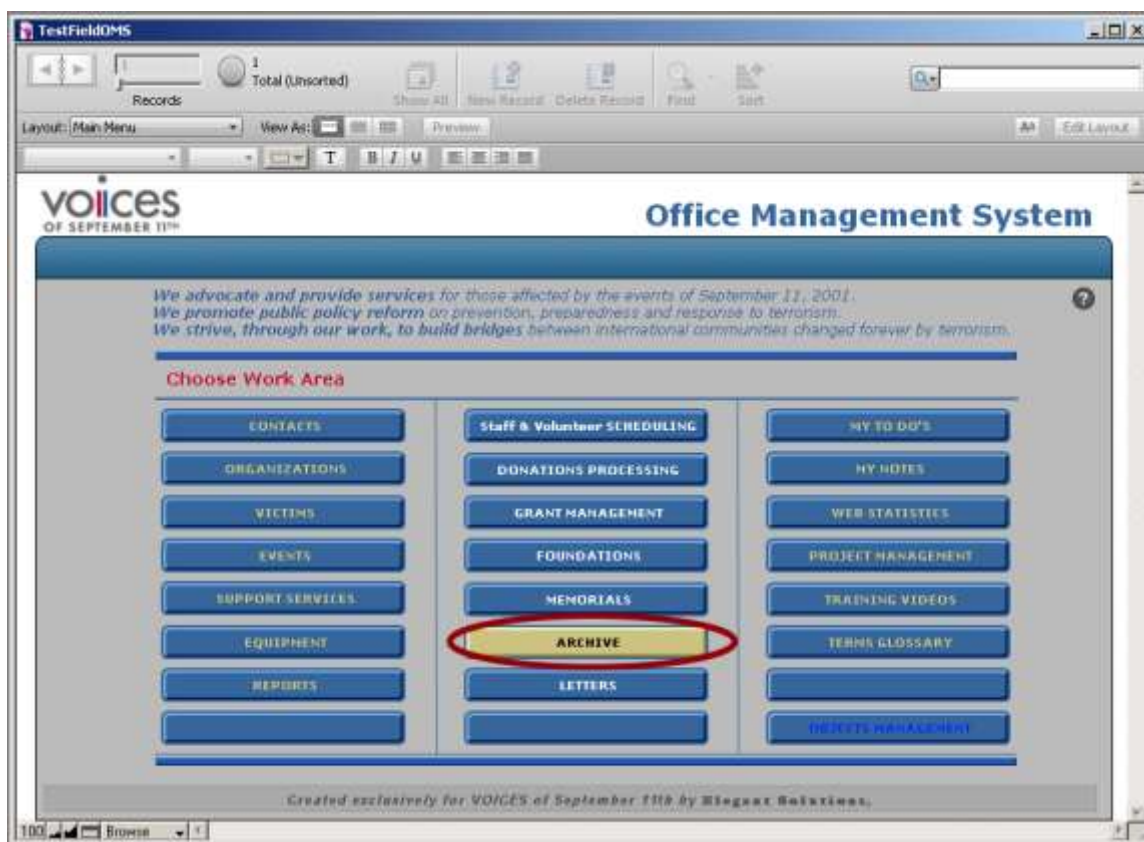 TestFieldOMS
1
1
Total (Unsorted)
Records
Show All
New Record
Delete Record
Find
Sort
Layout: Main Menu
View As:
Preview
Aa
Edit Layout
T
B I U
VOIICES
OF SEPTEMBER 11TH
Office Management System
We advocate and provide services for those affected by the events of September 11, 2001.
We promote public policy reform on prevention, preparedness and response to terrorism.
We strive, through our work, to build bridges between international communities changed forever by terrorism.
?
Choose Work Area
CONTACTS
Staff & Volunteer SCHEDULING
MY TO DO'S
ORGANIZATIONS
DONATIONS PROCESSING
MY NOTES
VICTIMS
GRANT MANAGEMENT
WEB STATISTICS
EVENTS
FOUNDATIONS
PROJECT MANAGEMENT
SUPPORT SERVICES
MEMORIALS
TRAINING VIDEOS
EQUIPMENT
ARCHIVE
TERMS GLOSSARY
REPORTS
LETTERS
OBJECTS MANAGEMENT
Created exclusively for VOICES of September 11th by Elegant Solutions.
100
Browse